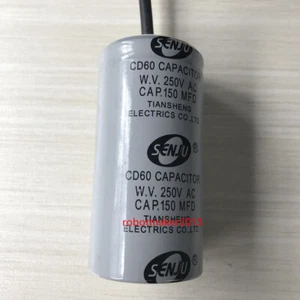 SENJU
CD60 CAPACITOR
W.V. 250V AC
CAP.150 MFD
TIANSHENG
ELECTRICS CO.,LTD
SENJU ®
CD60 CAPACITOR
W.V. 250V AC
CAP.150 MFD
TIANSHENG
ELECTRICS CO.,LTD
SENJU